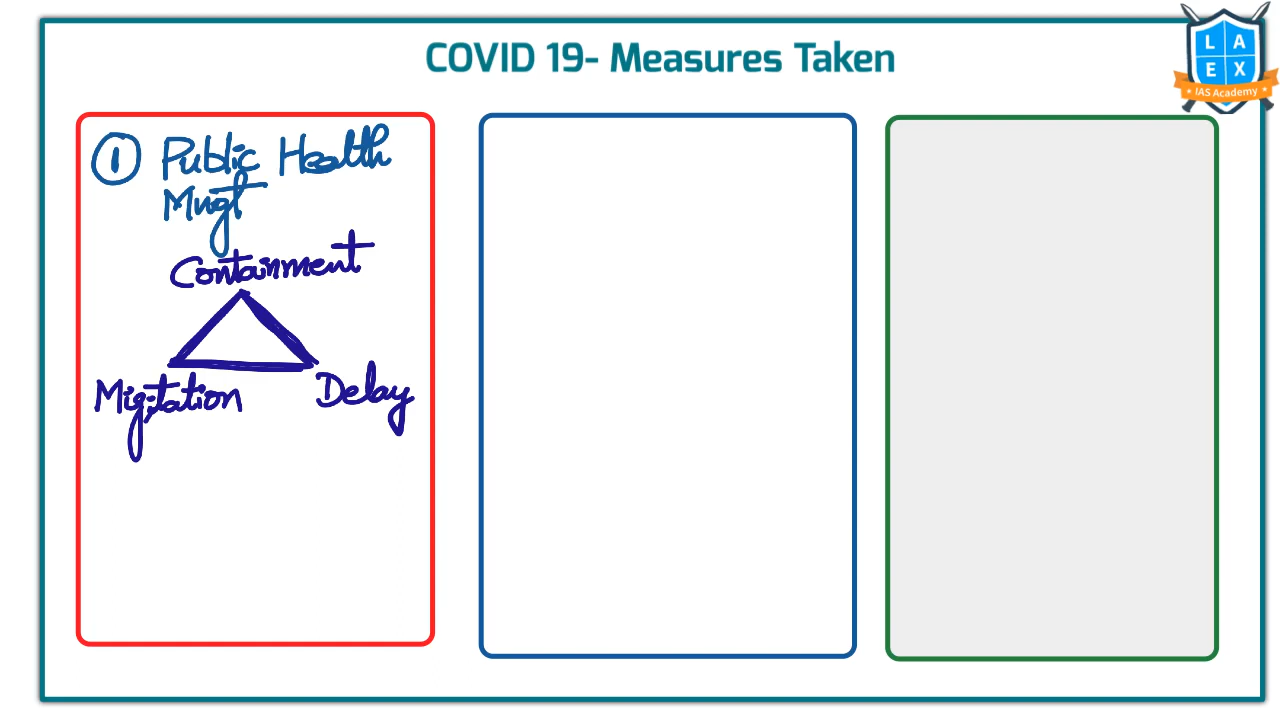 COVID 19- Measures Taken
L A
E X
IAS Academy
1 Public Health
Mngt
Containment
Migitation
Delay